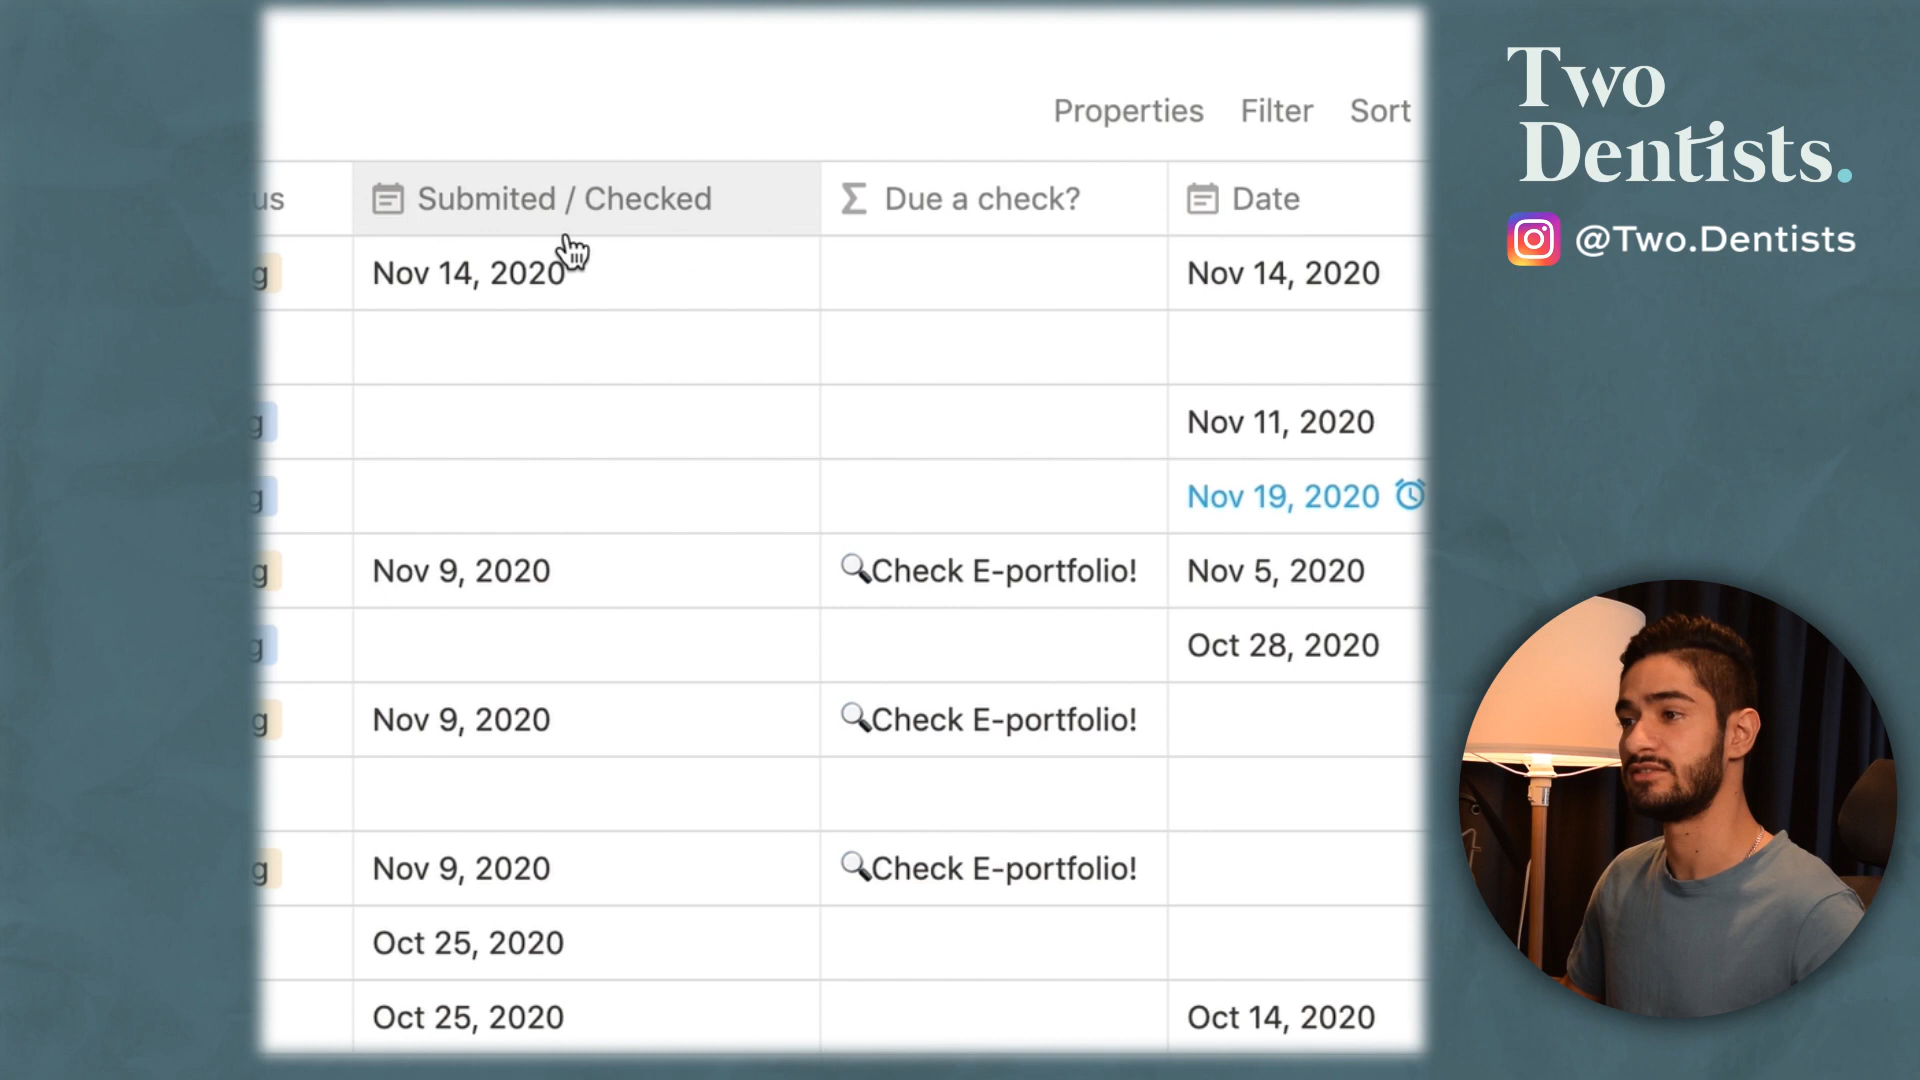 Two
Dentists.
@Two.Dentists
Properties Filter Sort
us Submited / Checked Due a check? Date
g Nov 14, 2020 Nov 14, 2020
g Nov 11, 2020
g Nov 19, 2020
g Nov 9, 2020 Check E-portfolio! Nov 5, 2020
g Oct 28, 2020
g Nov 9, 2020 Check E-portfolio!
g Nov 9, 2020 Check E-portfolio!
Oct 25, 2020
Oct 25, 2020 Oct 14, 2020